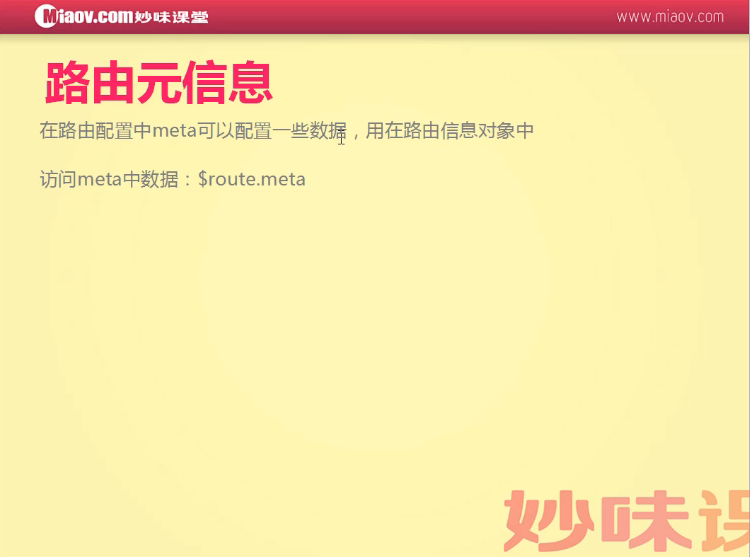 Miaov.com妙味课堂
www.miaov.com
路由元信息
在路由配置中meta可以配置一些数据，用在路由信息对象中
访问meta中数据：$route.meta
妙味课